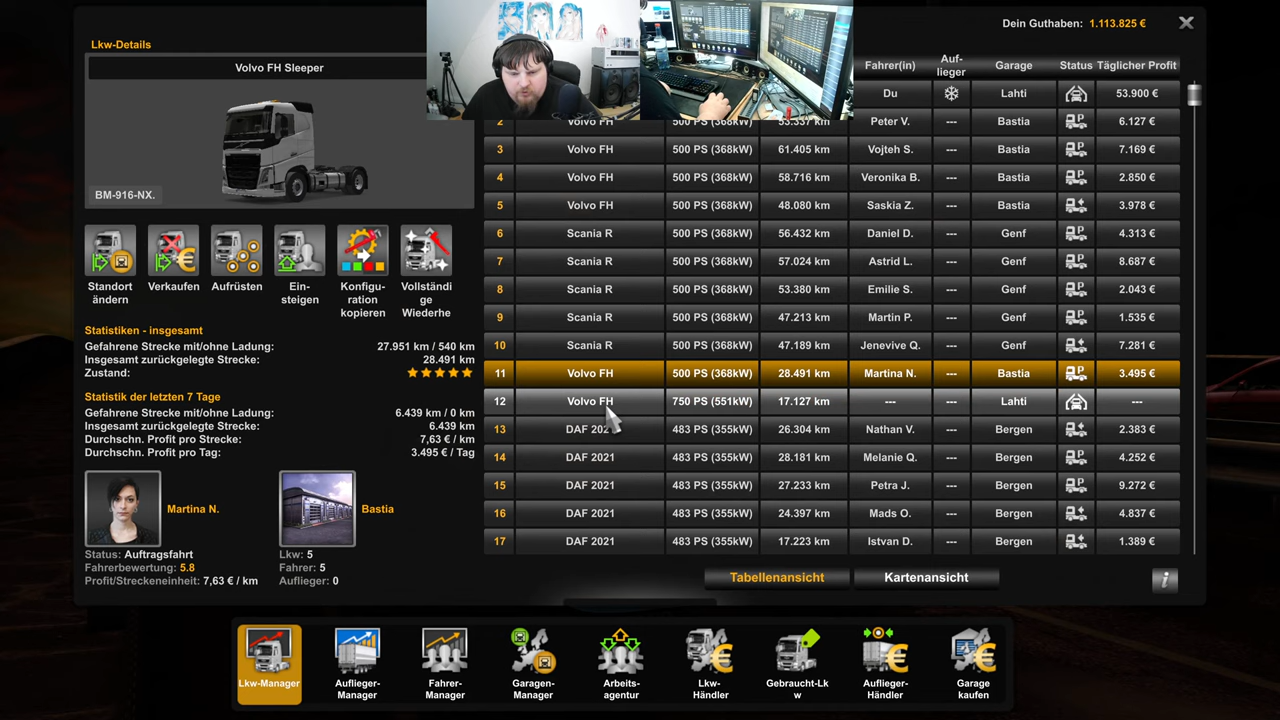 Dein Guthaben: 1.113.825 €
Lkw-Details
Volvo FH Sleeper
BM-916-NX.
Standort ändern
Verkaufen
Aufrüsten
Ein-
steigen
Konfigu-
ration
kopieren
Vollständi
ge
Wiederhe
Statistiken - insgesamt
Gefahrene Strecke mit/ohne Ladung: 27.951 km / 540 km
Insgesamt zurückgelegte Strecke: 28.491 km
Zustand:
Statistik der letzten 7 Tage
Gefahrene Strecke mit/ohne Ladung: 6.439 km / 0 km
Insgesamt zurückgelegte Strecke: 6.439 km
Durchschn. Profit pro Strecke: 7,63 € / km
Durchschn. Profit pro Tag: 3.495 € / Tag
Martina N.
Status: Auftragsfahrt
Fahrerbewertung: 5.8
Profit/Streckeneinheit: 7,63 € / km
Bastia
Lkw: 5
Fahrer: 5
Auflieger: 0
Fahrer(in) Auf-
lieger Garage Status Täglicher Profit
Du Lahti 53.900 €
2 Volvo FH 500 PS (368kW) 53.337 km Peter V. --- Bastia 6.127 €
3 Volvo FH 500 PS (368kW) 61.405 km Vojteh S. --- Bastia 7.169 €
4 Volvo FH 500 PS (368kW) 58.716 km Veronika B. --- Bastia 2.850 €
5 Volvo FH 500 PS (368kW) 48.080 km Saskia Z. --- Bastia 3.978 €
6 Scania R 500 PS (368kW) 56.432 km Daniel D. --- Genf 4.313 €
7 Scania R 500 PS (368kW) 57.024 km Astrid L. --- Genf 8.687 €
8 Scania R 500 PS (368kW) 53.380 km Emilie S. --- Genf 2.043 €
9 Scania R 500 PS (368kW) 47.213 km Martin P. --- Genf 1.535 €
10 Scania R 500 PS (368kW) 47.189 km Jenevive Q. --- Genf 7.281 €
11 Volvo FH 500 PS (368kW) 28.491 km Martina N. --- Bastia 3.495 €
12 Volvo FH 750 PS (551kW) 17.127 km --- --- Lahti ---
13 DAF 2021 483 PS (355kW) 26.304 km Nathan V. --- Bergen 2.383 €
14 DAF 2021 483 PS (355kW) 28.181 km Melanie Q. --- Bergen 4.252 €
15 DAF 2021 483 PS (355kW) 27.233 km Petra J. --- Bergen 9.272 €
16 DAF 2021 483 PS (355kW) 24.397 km Mads O. --- Bergen 4.837 €
17 DAF 2021 483 PS (355kW) 17.223 km Istvan D. --- Bergen 1.389 €
Tabellenansicht
Kartenansicht
i
Lkw-Manager
Auflieger-
Manager
Fahrer-
Manager
Garagen-
Manager
Arbeits-
agentur
Lkw-
Händler
Gebraucht-Lk
w
Auflieger-
Händler
Garage
kaufen